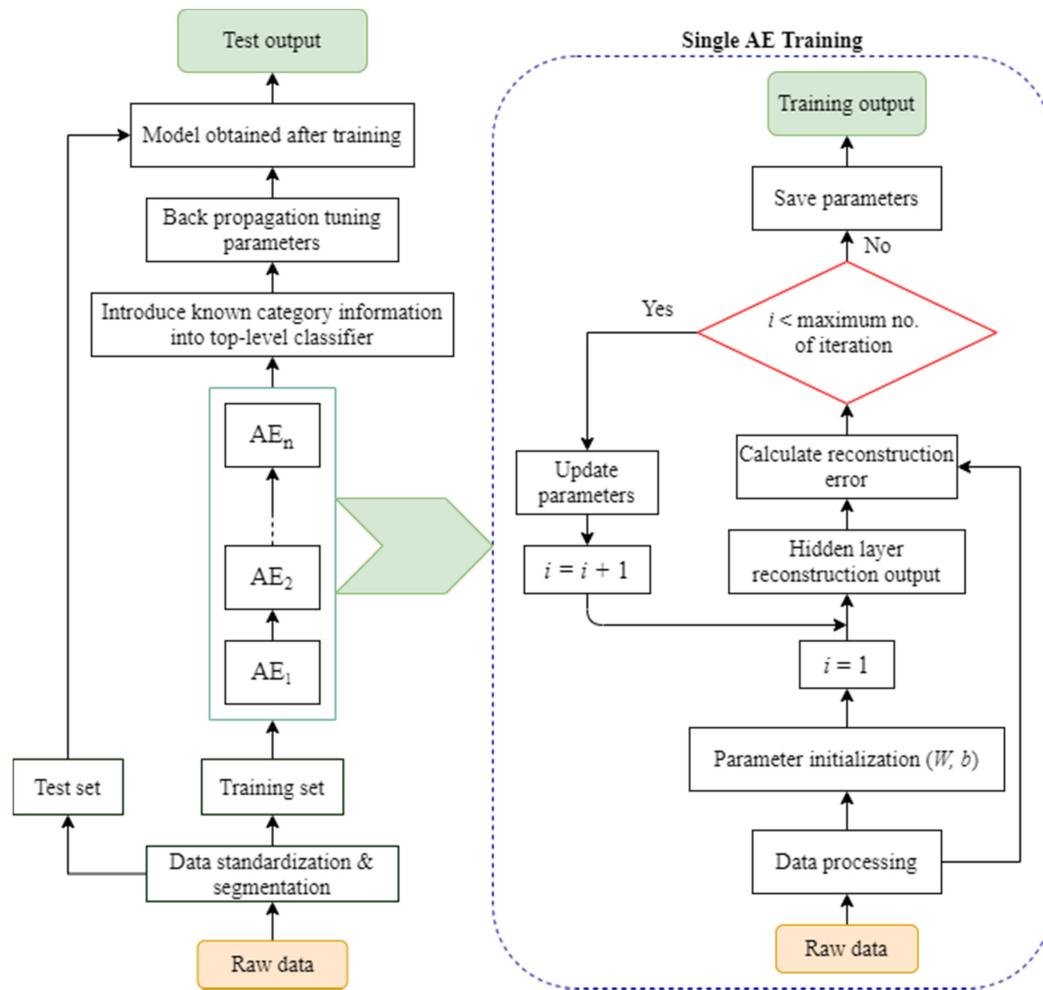 Test output
Model obtained after training
Back propagation tuning
parameters
Introduce known category information
into top-level classifier
AEn
AE2
AE1
Test set
Training set
Data standardization &
segmentation
Raw data
Single AE Training
Training output
Save parameters
No
Yes
i < maximum no.
of iteration
Update
parameters
Calculate reconstruction
error
i = i + 1
Hidden layer
reconstruction output
i = 1
Parameter initialization (W, b)
Data processing
Raw data